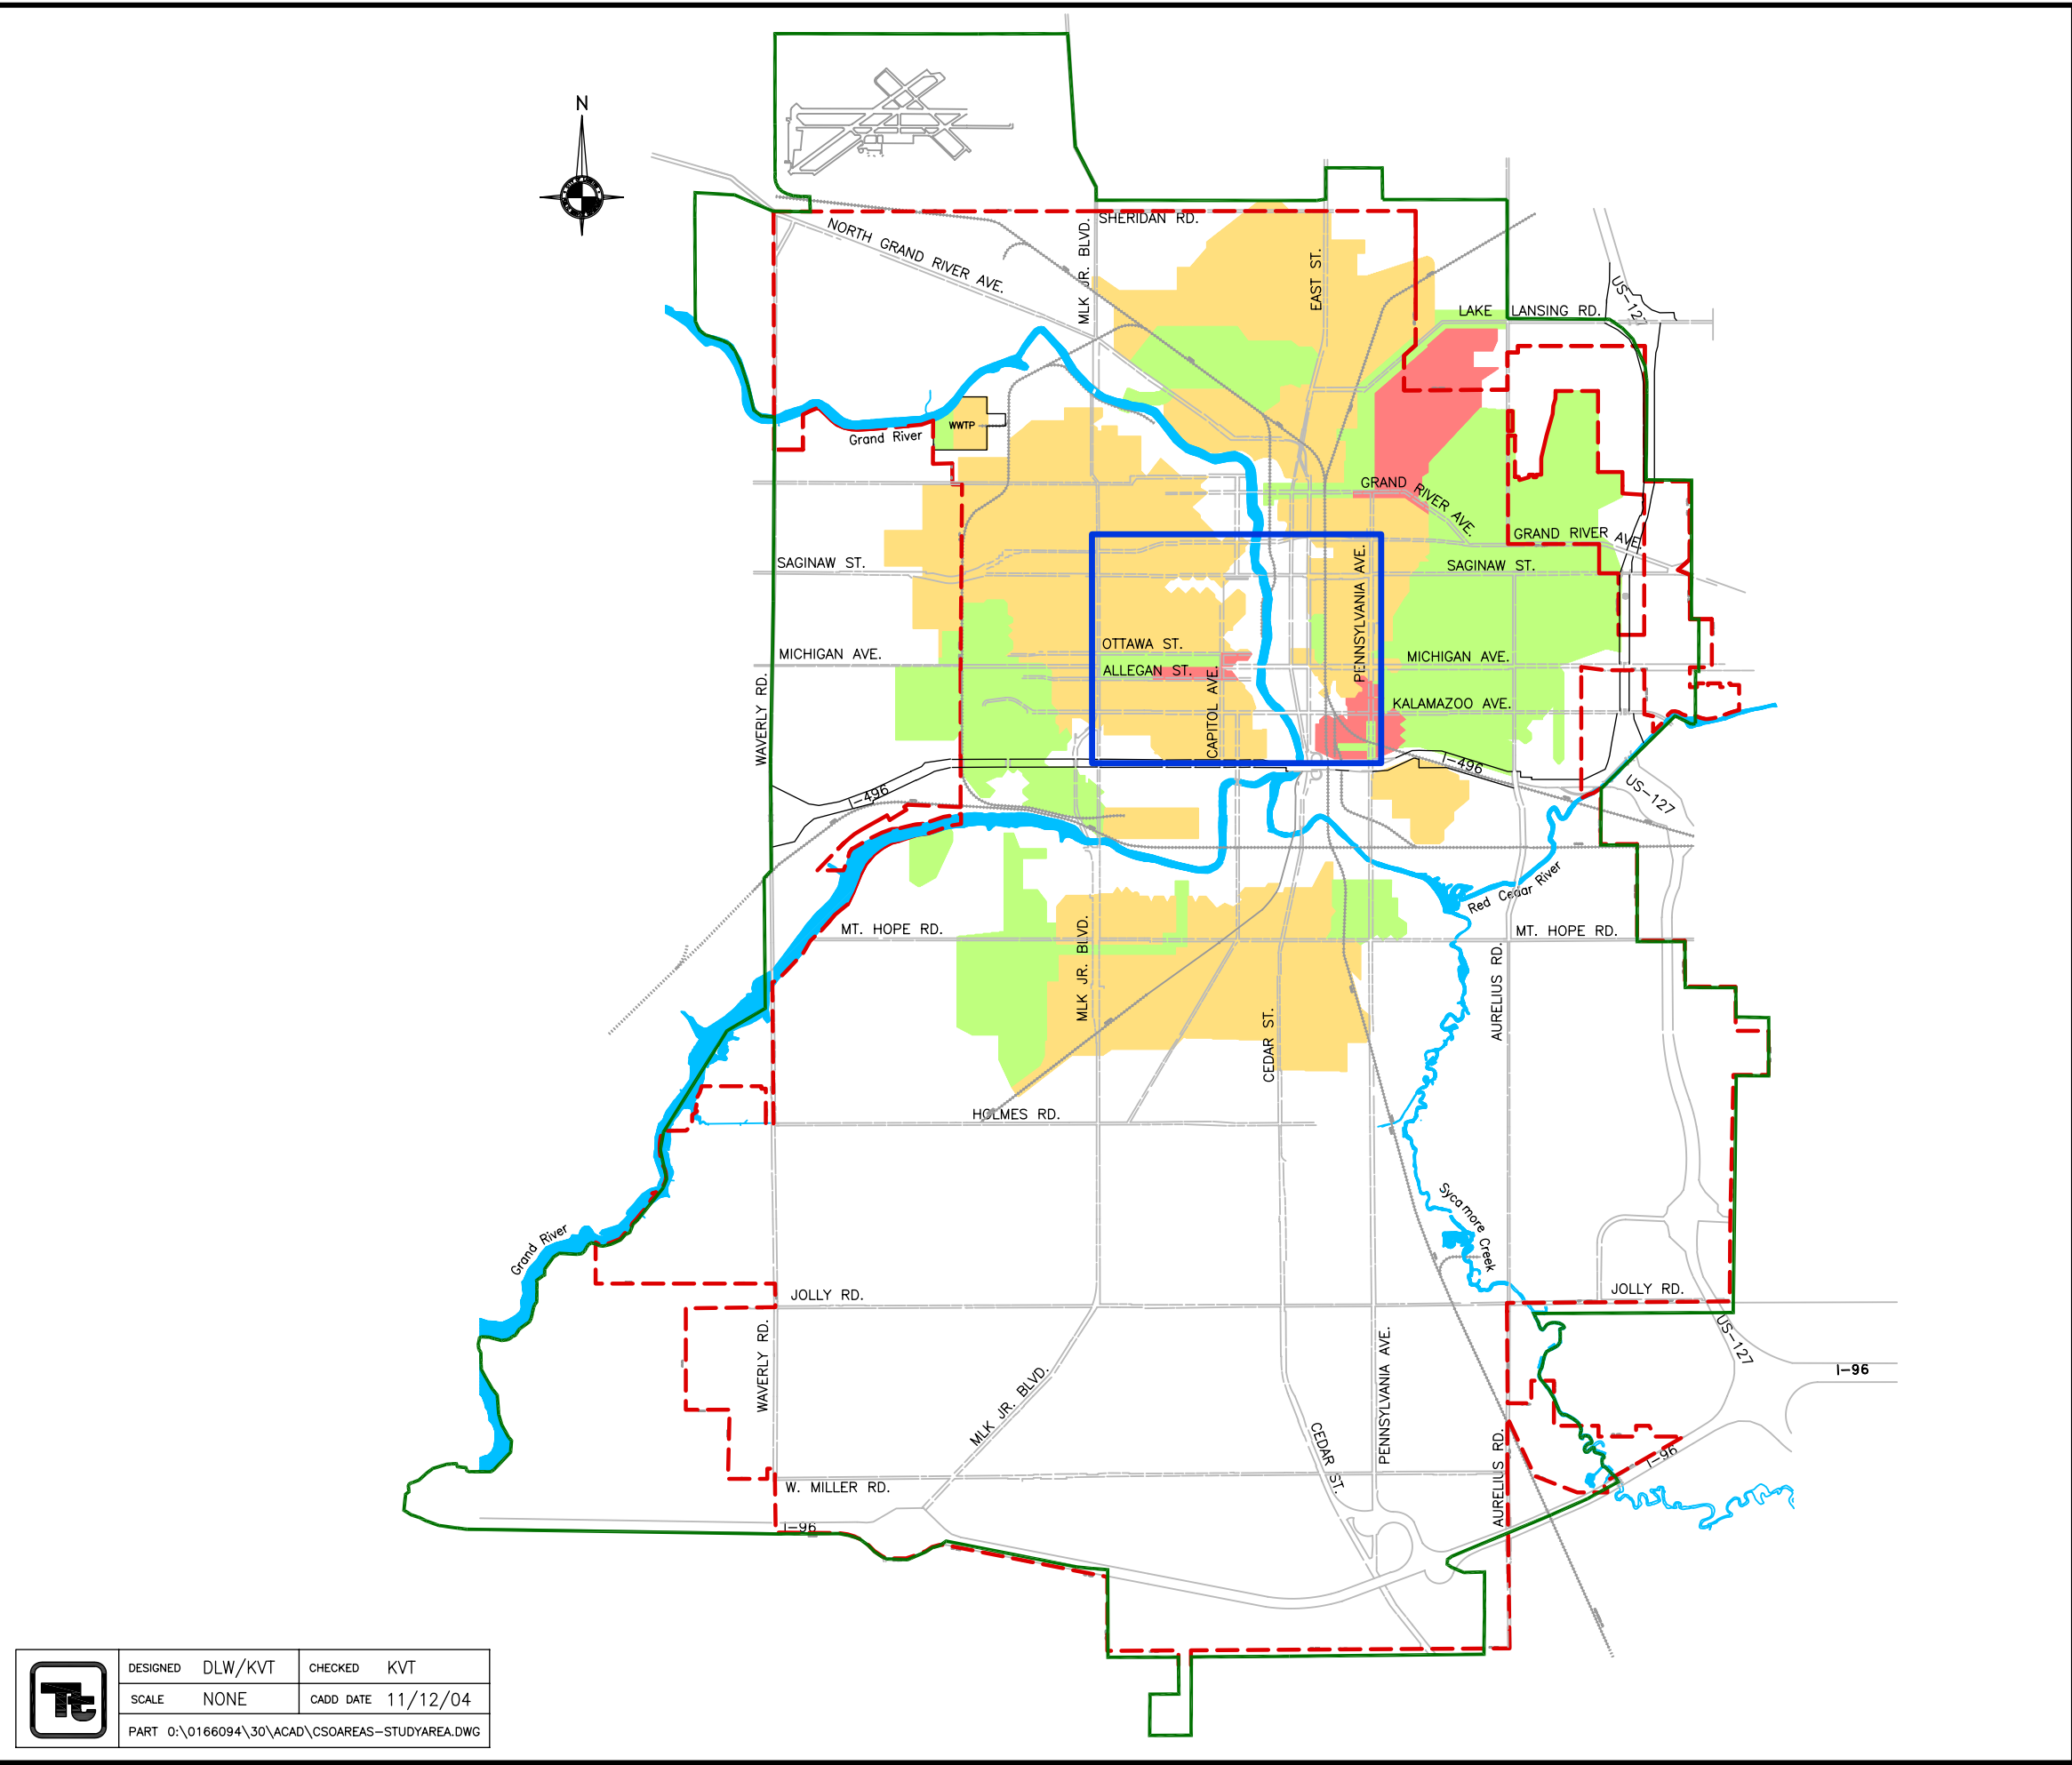 N
SHERIDAN RD.
NORTH GRAND RIVER AVE.
MLK JR. BLVD.
EAST ST.
US-127
LAKE LANSING RD.
WWTP
Grand River
GRAND RIVER AVE.
GRAND RIVER AVE.
SAGINAW ST.
SAGINAW ST.
PENNSYLVANIA AVE.
OTTAWA ST.
MICHIGAN AVE.
MICHIGAN AVE.
ALLEGAN ST.
WAVERLY RD.
CAPITOL AVE.
KALAMAZOO AVE.
I-496
I-496
US-127
Red Cedar River
MT. HOPE RD.
MT. HOPE RD.
MLK JR. BLVD.
AURELIUS RD.
CEDAR ST.
HOLMES RD.
Sycamore Creek
Grand River
JOLLY RD.
JOLLY RD.
WAVERLY RD.
US-127
MLK JR. BLVD.
PENNSYLVANIA AVE.
I-96
CEDAR ST.
AURELIUS RD.
I-96
W. MILLER RD.
I-96
Tt
DESIGNED DLW/KVT CHECKED KVT
SCALE NONE CADD DATE 11/12/04
PART O:\0166094\30\ACAD\CSOAREAS-STUDYAREA.DWG